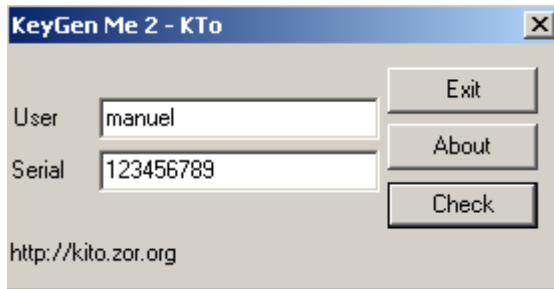 KeyGen Me 2 - KTo
Exit
User manuel
About
Serial 123456789
Check
http://kito.zor.org